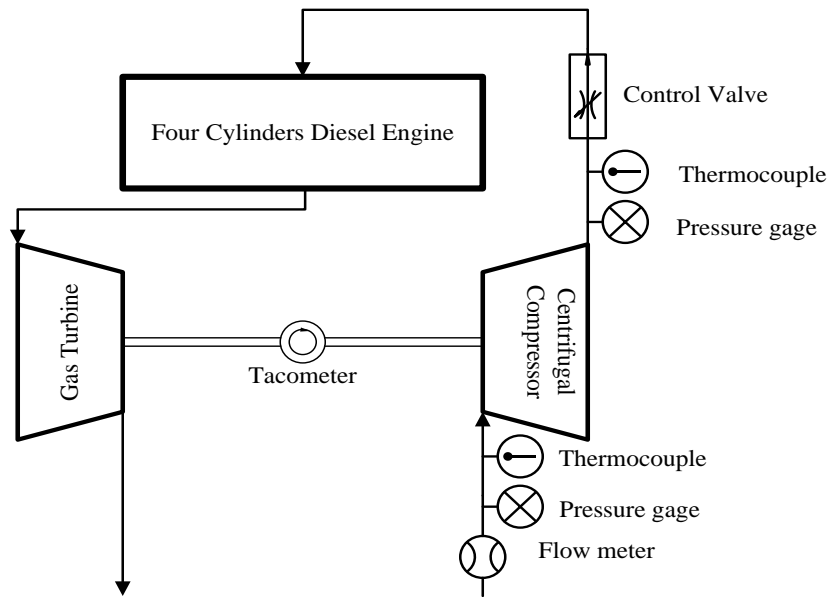 Four Cylinders Diesel Engine
Control Valve
Thermocouple
Pressure gage
Gas Turbine
Tacometer
Centrifugal
Compressor
Thermocouple
Pressure gage
Flow meter